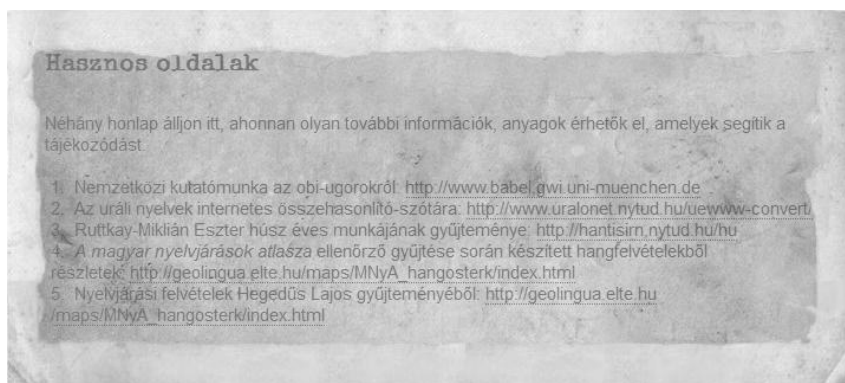 Hasznos oldalak
Néhány honlap álljon itt, ahonnan olyan további információk, anyagok érhetők el, amelyek segítik a
tájékozódást.
1. Nemzetközi kutatómunka az obi-ugorokról: http://www.babel.gwi.uni-muenchen.de
2. Az uráli nyelvek internetes összehasonlító-szótára: http://www.uralonet.nytud.hu/uewww-convert/
3. Ruttkay-Miklián Eszter húsz éves munkájának gyűjteménye: http://hantisirn.nytud.hu/hu
4. A magyar nyelvjárások atlasza ellenőrző gyűjtése során készített hangfelvételekből
részletek: http://geolingua.elte.hu/maps/MNyA_hangosterk/index.html
5. Nyelvjárási felvételek Hegedűs Lajos gyűjteményéből: http://geolingua.elte.hu
/maps/MNyA_hangosterk/index.html